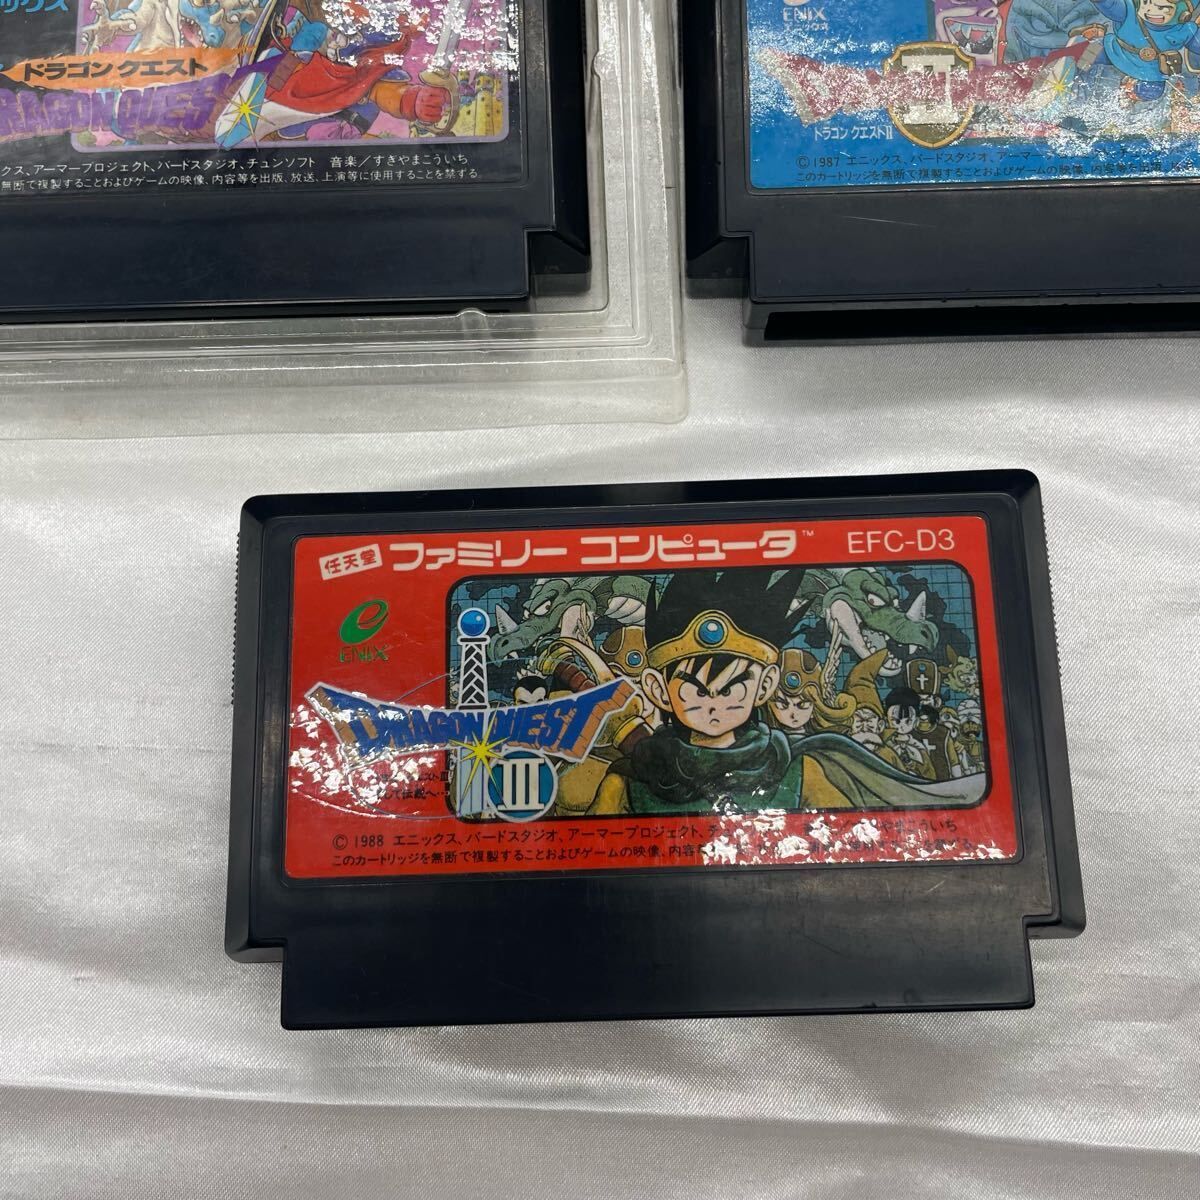 ックス
ドラゴン クエスト
DRAGON QUEST
ックス、アーマープロジェクト、バードスタジオ、チュンソフト 音楽/すぎやまこういち
無断で複製することおよびゲームの映像、内容等を出版、放送、上演等に使用することを禁ずる。
ENIX
II
ドラゴン クエストII
© 1987 エニックス、バードスタジオ、アーマー
このカートリッジを無断で複製することおよびゲームの映像、内容等
任天堂 ファミリー コンピュータ™ EFC-D3
ENIX
DRAGON QUEST
III
© 1988 エニックス、バードスタジオ、アーマープロジェクト、
このカートリッジを無断で複製することおよびゲームの映像、内容